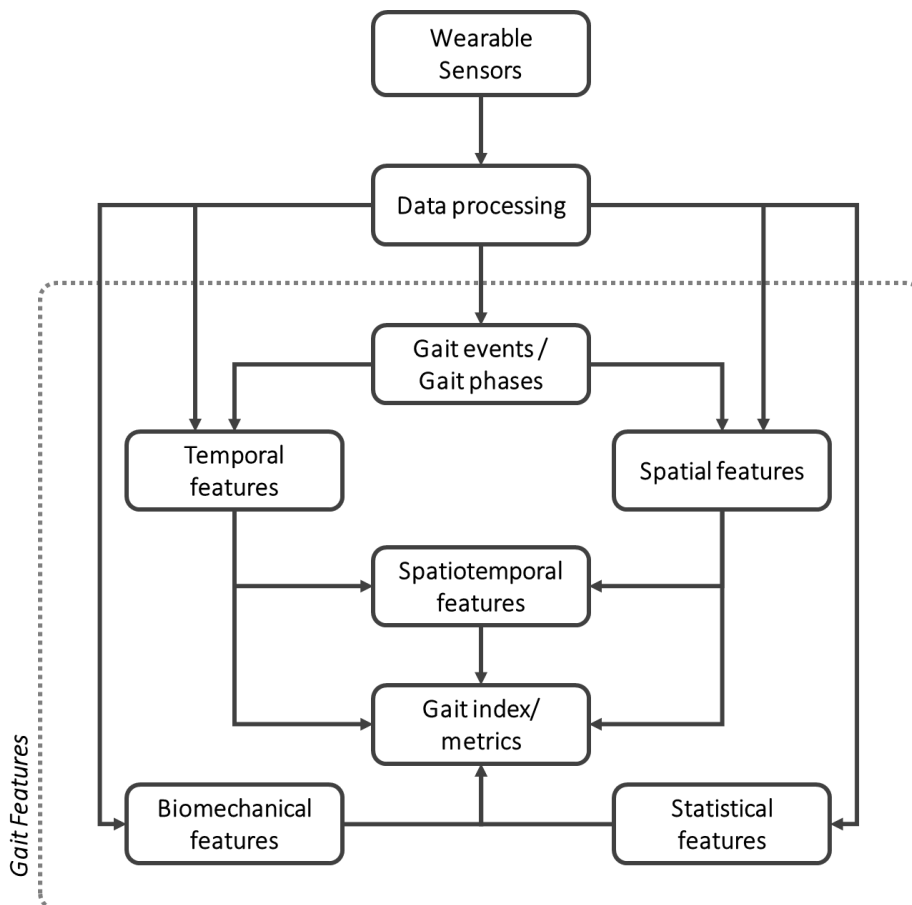 Wearable
Sensors
Data processing
Gait events /
Gait phases
Temporal
features
Spatial features
Spatiotemporal
features
Gait index/
metrics
Biomechanical
features
Statistical
features
Gait Features